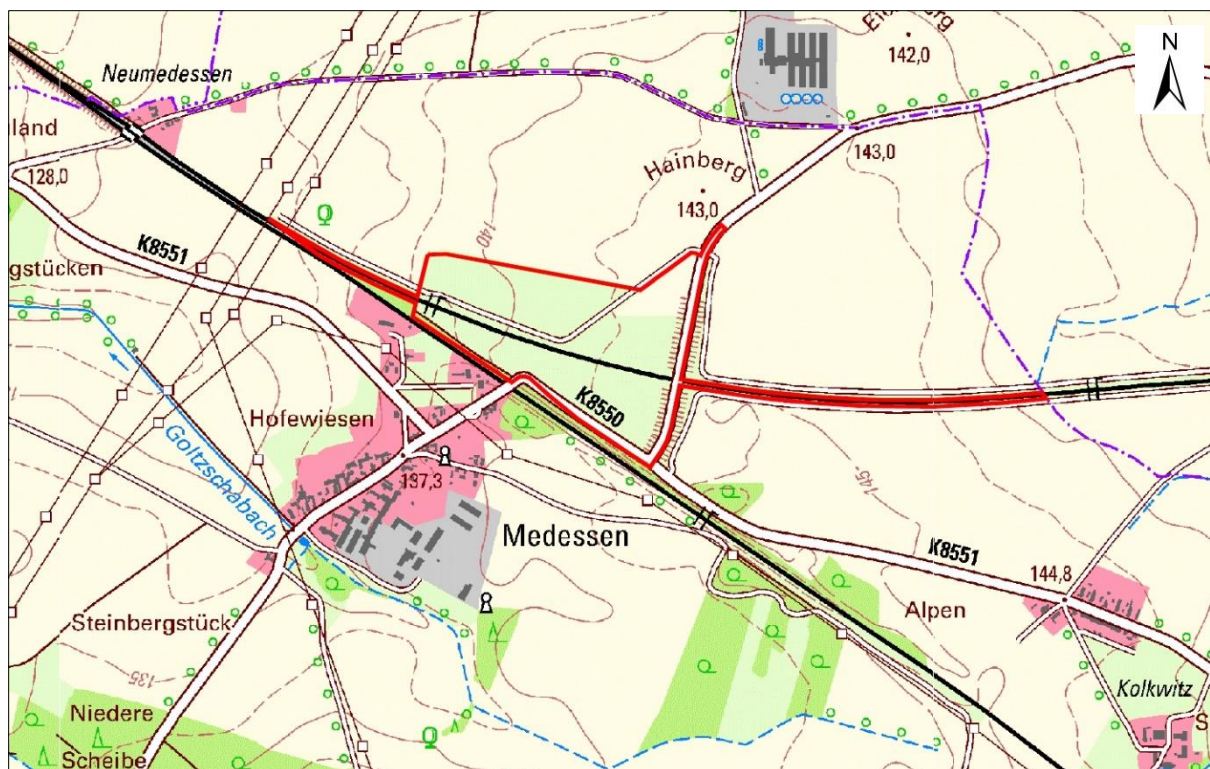 N
Neumedessen
142,0
land
Hainberg
143,0
128,0
143,0
K8551
140
gstücken
K8550
Hofewiesen
Goltzschabach
137,3
145
Medessen
K8551
144,8
Alpen
Steinbergstück
135
Kolkwitz
Niedere
Scheibe
S